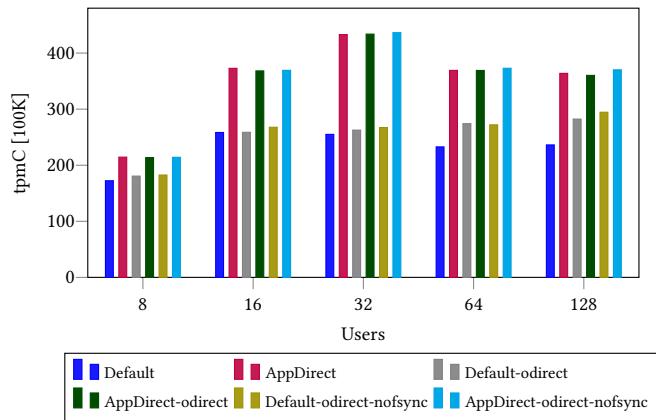 400
300
200
100
0
tpmC [100K]
8 16 32 64 128
Users
Default AppDirect Default-odirect
AppDirect-odirect Default-odirect-nofsync AppDirect-odirect-nofsync